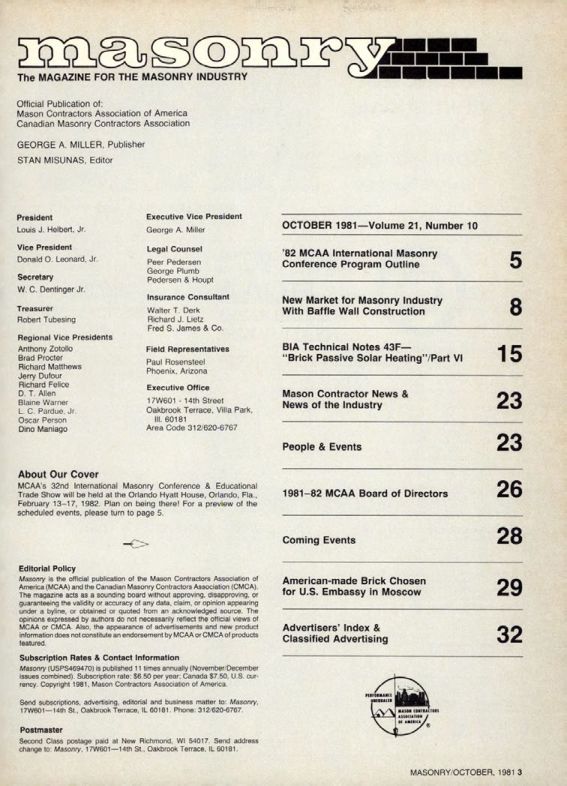 masonry
The MAGAZINE FOR THE MASONRY INDUSTRY
Official Publication of:
Mason Contractors Association of America
Canadian Masonry Contractors Association
GEORGE A. MILLER, Publisher
STAN MISUNAS, Editor
President
Louis J. Helbert, Jr.
Vice President
Donald O. Leonard, Jr.
Secretary
W. C. Dentinger Jr.
Treasurer
Robert Tubesing
Regional Vice Presidents
Anthony Zotollo
Brad Procter
Richard Matthews
Jerry Dufour
Richard Felice
D. T. Allen
Blaine Warner
L. C. Pardue, Jr.
Oscar Person
Dino Maniago
Executive Vice President
George A. Miller
Legal Counsel
Peer Pedersen
George Plumb
Pedersen & Houpt
Insurance Consultant
Walter T. Derk
Richard J. Lietz
Fred S. James & Co.
Field Representatives
Paul Rosensteel
Phoenix, Arizona
Executive Office
17W601 - 14th Street
Oakbrook Terrace, Villa Park,
Ill. 60181
Area Code 312/620-6767
About Our Cover
MCAA's 32nd International Masonry Conference & Educational
Trade Show will be held at the Orlando Hyatt House, Orlando, Fla.,
February 13–17, 1982. Plan on being there! For a preview of the
scheduled events, please turn to page 5.
Editorial Policy
Masonry is the official publication of the Mason Contractors Association of
America (MCAA) and the Canadian Masonry Contractors Association (CMCA).
The magazine acts as a sounding board without approving, disapproving, or
guaranteeing the validity or accuracy of any data, claim, or opinion appearing
under a byline, or obtained or quoted from an acknowledged source. The
opinions expressed by authors do not necessarily reflect the official views of
MCAA or CMCA. Also, the appearance of advertisements and new product
information does not constitute an endorsement by MCAA or CMCA of products
featured.
Subscription Rates & Contact Information
Masonry (USPS469470) is published 11 times annually (November/December
issues combined). Subscription rate: $6.50 per year; Canada $7.50, U.S. cur-
rency. Copyright 1981, Mason Contractors Association of America.
Send subscriptions, advertising, editorial and business matter to: Masonry,
17W601—14th St., Oakbrook Terrace, IL 60181. Phone: 312/620-6767.
Postmaster
Second Class postage paid at New Richmond, WI 54017. Send address
change to: Masonry, 17W601—14th St., Oakbrook Terrace, IL 60181.
OCTOBER 1981—Volume 21, Number 10
'82 MCAA International Masonry
Conference Program Outline 5
New Market for Masonry Industry
With Baffle Wall Construction 8
BIA Technical Notes 43F—
"Brick Passive Solar Heating"/Part VI 15
Mason Contractor News &
News of the Industry 23
People & Events 23
1981–82 MCAA Board of Directors 26
Coming Events 28
American-made Brick Chosen
for U.S. Embassy in Moscow 29
Advertisers' Index &
Classified Advertising 32
PERFORMANCE
UNEQUALED
MASON CONTRACTORS
ASSOCIATION
OF AMERICA
®
MASONRY/OCTOBER, 1981 3